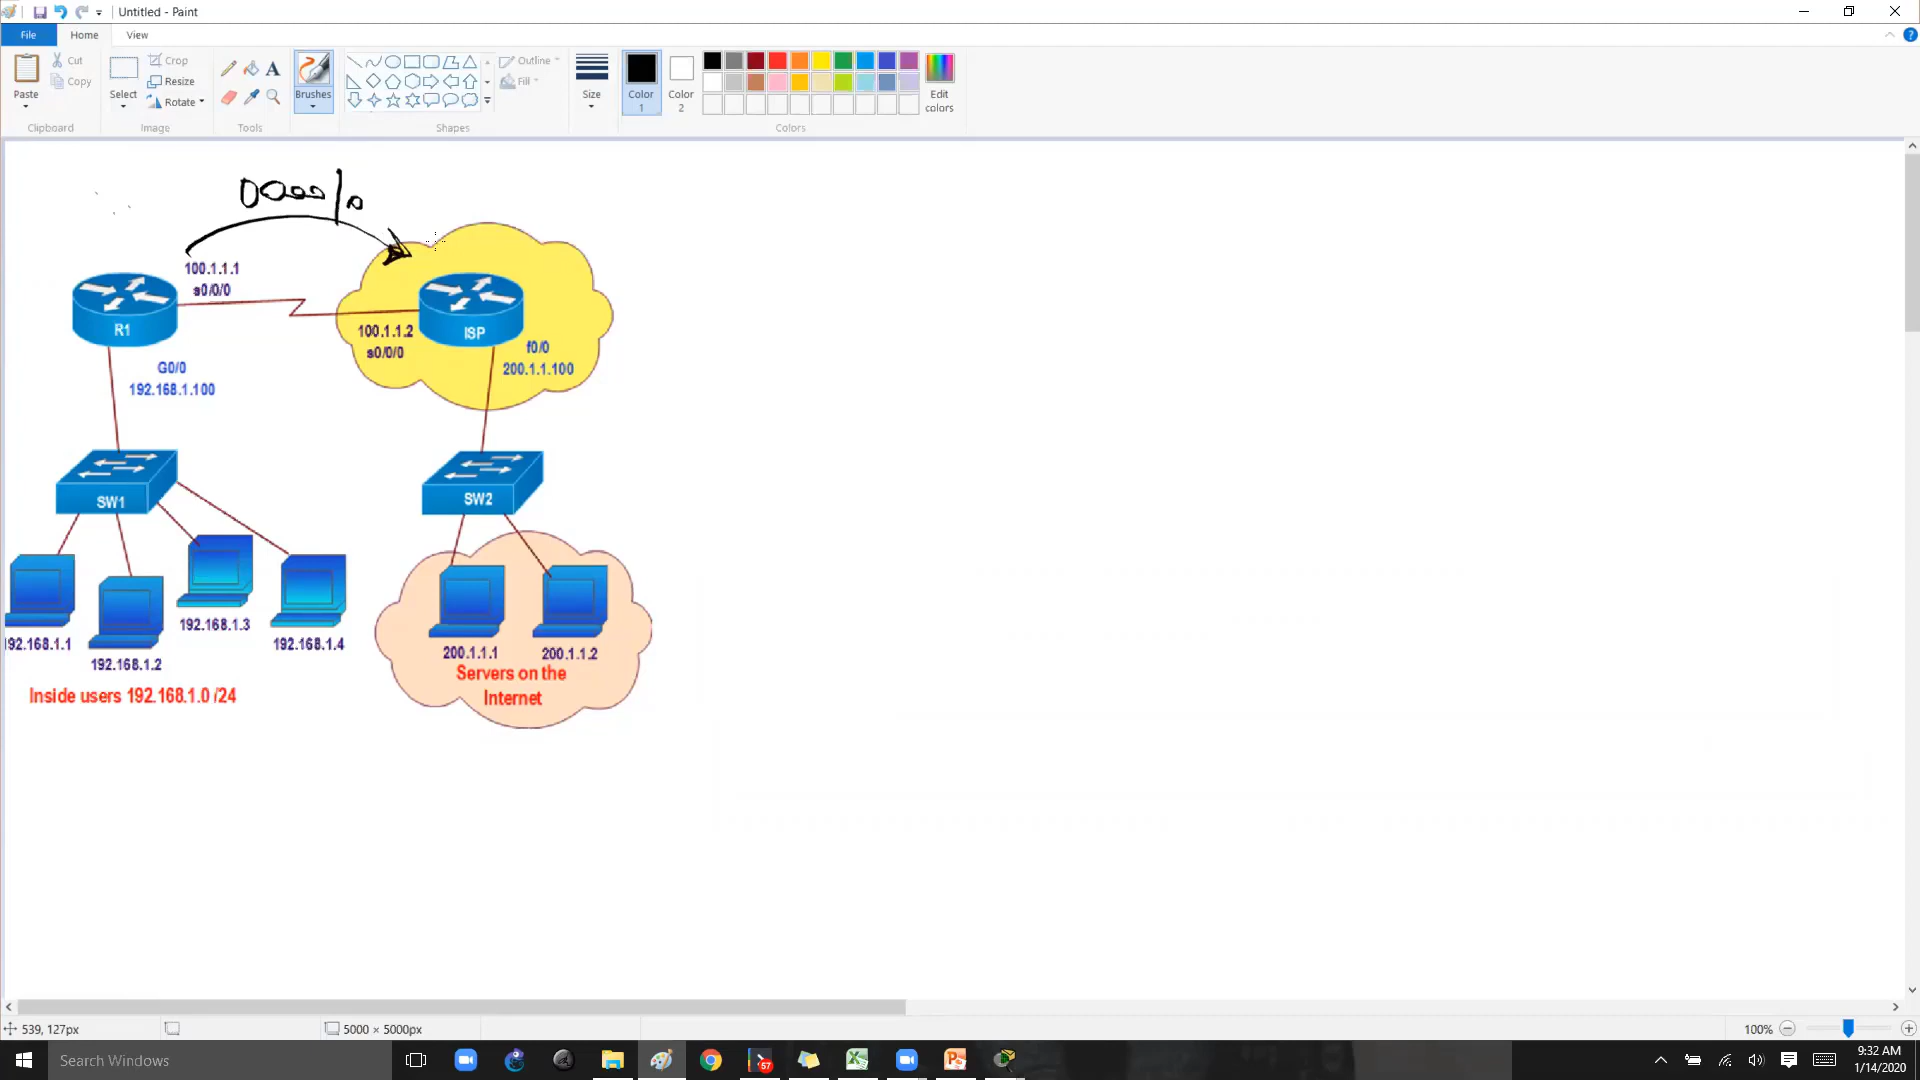 Untitled - Paint
File Home View
Paste
Cut
Copy
Clipboard
Select
Crop
Resize
Rotate
Image
Tools
Brushes
Outline
Fill
Shapes
Size
Color 1
Color 2
Edit colors
Colors
0000/0
100.1.1.1
s0/0/0
R1
100.1.1.2
s0/0/0
ISP
f0/0
200.1.1.100
G0/0
192.168.1.100
SW1
SW2
192.168.1.1
192.168.1.2
192.168.1.3
192.168.1.4
Inside users 192.168.1.0 /24
200.1.1.1
200.1.1.2
Servers on the
Internet
539, 127px
5000 × 5000px
100%
Search Windows
57
9:32 AM
1/14/2020